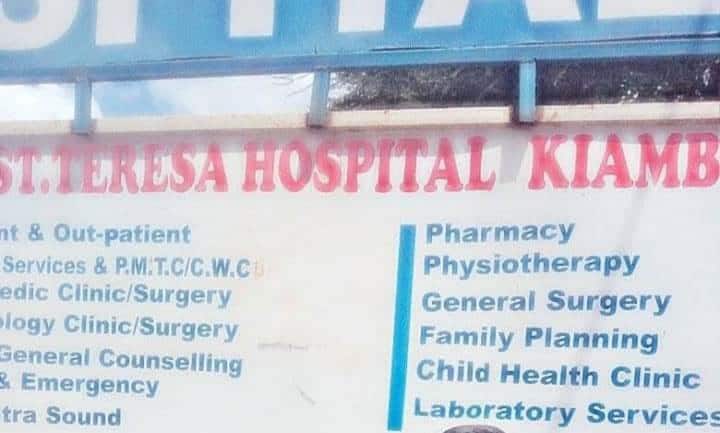 ST.TERESA HOSPITAL KIAMB
nt & Out-patient
Services & P.M.T.C/C.W.C
edic Clinic/Surgery
ology Clinic/Surgery
General Counselling
& Emergency
tra Sound
Pharmacy
Physiotherapy
General Surgery
Family Planning
Child Health Clinic
Laboratory Services